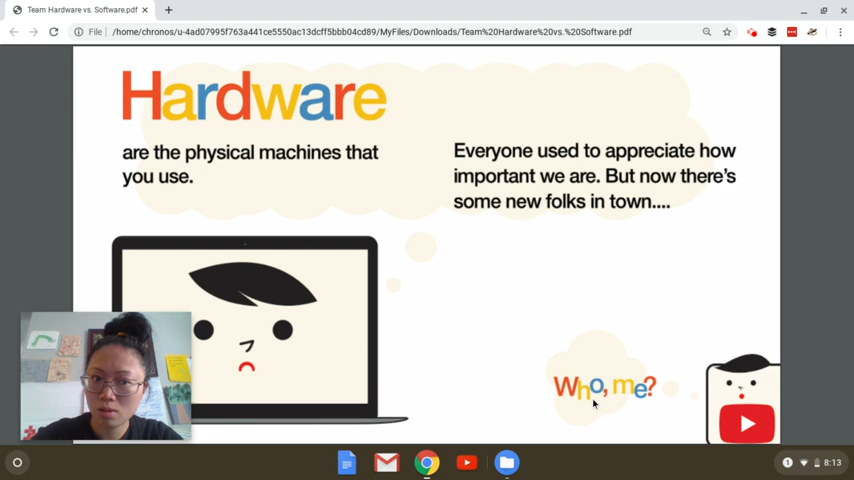 Team Hardware vs. Software.pdf
File
/home/chronos/u-4ad07995f763a441ce5550ac13dcff5bbb04cd89/MyFiles/Downloads/Team%20Hardware%20vs.%20Software.pdf
Hardware
are the physical machines that
you use.
Everyone used to appreciate how
important we are. But now there's
some new folks in town....
Who, me?
1
8:13